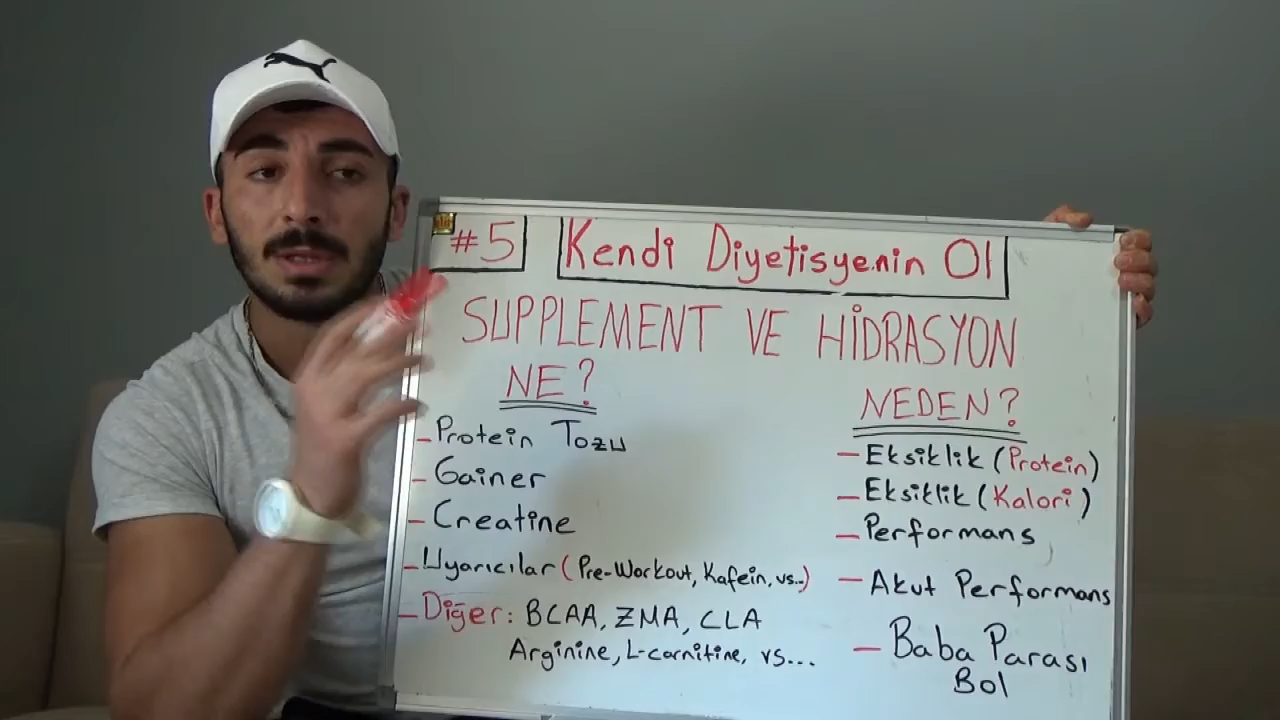 #5 Kendi Diyetisyenin Ol
SUPPLEMENT VE HİDRASYON
NE?
- Protein Tozu
- Gainer
- Creatine
- Uyarıcılar (Pre-Workout, Kafein, vs..)
- Diğer: BCAA, ZMA, CLA
Arginine, L-carnitine, vs...
NEDEN?
- Eksiklik (Protein)
- Eksiklik (Kalori)
- Performans
- Akut Performans
- Baba Parası
Bol